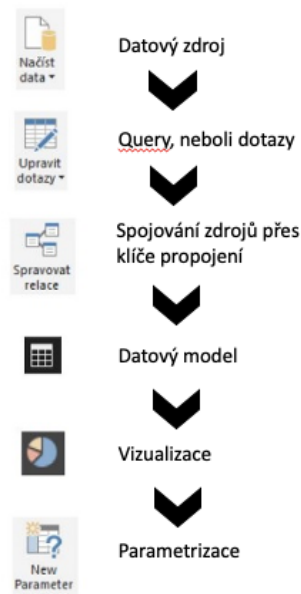 Načíst
data
Datový zdroj
Upravit
dotazy
Query, neboli dotazy
Spravovat
relace
Spojování zdrojů přes
klíče propojení
Datový model
Vizualizace
New
Parameter
Parametrizace